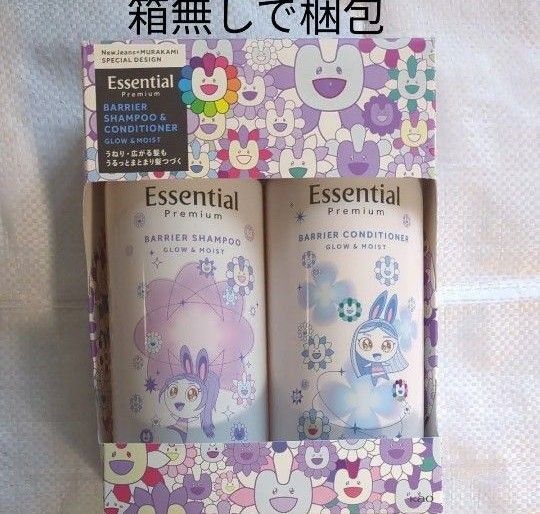 箱無しで梱包
NewJeans×MURAKAMI
SPECIAL DESIGN
Essential
Premium
BARRIER
SHAMPOO &
CONDITIONER
GLOW & MOIST
うねり・広がる髪も
うるっとまとまり髪つづく
Essential
Premium
BARRIER SHAMPOO
GLOW & MOIST
Essential
Premium
BARRIER CONDITIONER
GLOW & MOIST
Kao